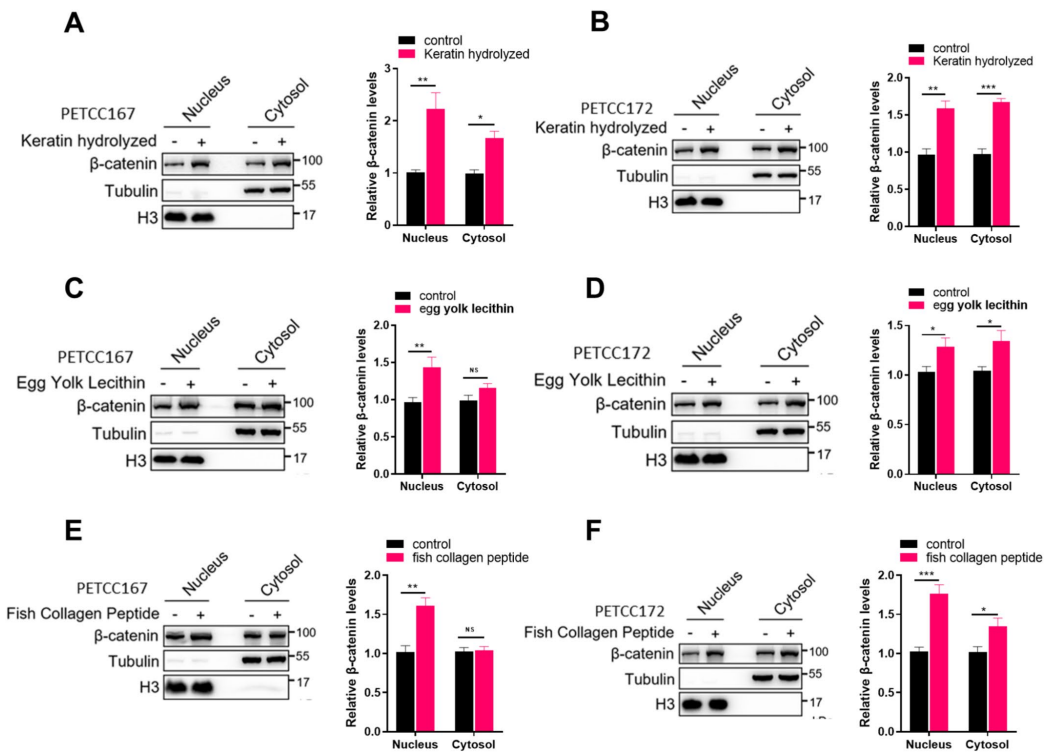 A
PETCC167
Nucleus
Cytosol
Keratin hydrolyzed - + - +
β-catenin 100
Tubulin 55
H3 17
control
Keratin hydrolyzed
Relative β-catenin levels
3
2
1
0
**
*
Nucleus Cytosol
B
PETCC172
Nucleus
Cytosol
Keratin hydrolyzed - + - +
β-catenin 100
Tubulin 55
H3 17
control
Keratin hydrolyzed
Relative β-catenin levels
2.0
1.5
1.0
0.5
0.0
**
***
Nucleus Cytosol
C
PETCC167
Nucleus
Cytosol
Egg Yolk Lecithin - + - +
β-catenin 100
Tubulin 55
H3 17
control
egg yolk lecithin
Relative β-catenin levels
2.0
1.5
1.0
0.5
0.0
**
NS
Nucleus Cytosol
D
PETCC172
Nucleus
Cytosol
Egg Yolk Lecithin - + - +
β-catenin 100
Tubulin 55
H3 17
control
egg yolk lecithin
Relative β-catenin levels
1.5
1.0
0.5
0.0
*
*
Nucleus Cytosol
E
PETCC167
Nucleus
Cytosol
Fish Collagen Peptide - + - +
β-catenin 100
Tubulin 55
H3 17
control
fish collagen peptide
Relative β-catenin levels
2.0
1.5
1.0
0.5
0.0
**
NS
Nucleus Cytosol
F
PETCC172
Nucleus
Cytosol
Fish Collagen Peptide - + - +
β-catenin 100
Tubulin 55
H3 17
control
fish collagen peptide
Relative β-catenin levels
2.0
1.5
1.0
0.5
0.0
***
*
Nucleus Cytosol